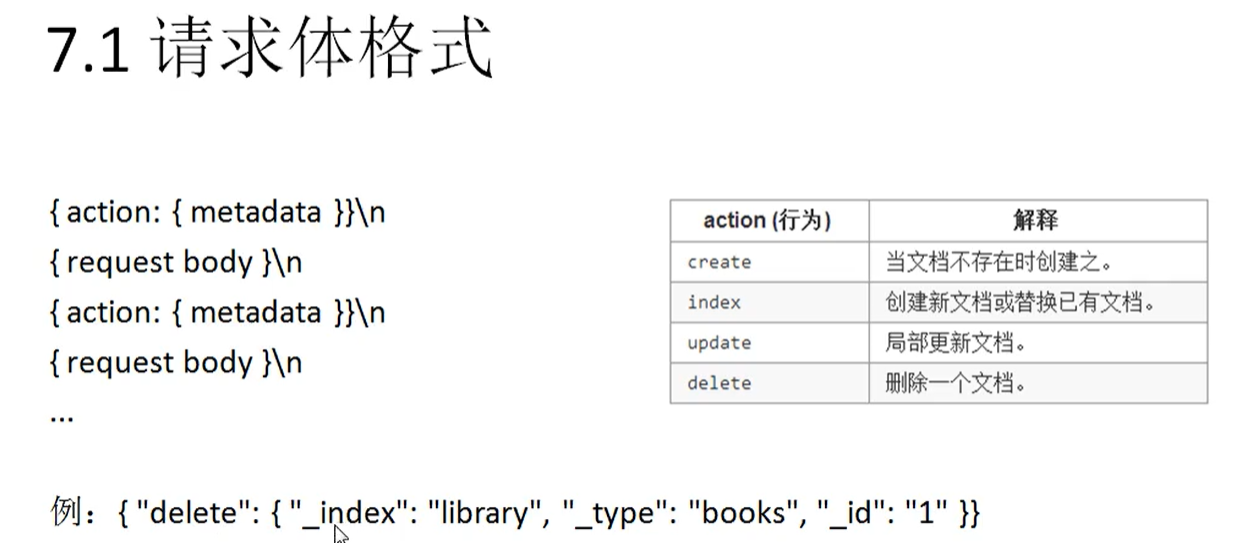 7.1 请求体格式
{ action: { metadata }}\n
{ request body }\n
{ action: { metadata }}\n
{ request body }\n
...
action (行为) 解释
create 当文档不存在时创建之。
index 创建新文档或替换已有文档。
update 局部更新文档。
delete 删除一个文档。
例：{ "delete": { "_index": "library", "_type": "books", "_id": "1" }}